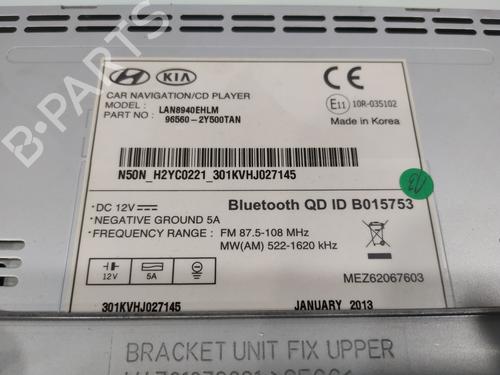 B-PARTS
HYUNDAI KIA
CE
CAR NAVIGATION/CD PLAYER
MODEL : LAN8940EHLM
PART NO : 96560-2Y500TAN
E11 10R-035102
Made in Korea
N50N_H2YC0221_301KVHJ027145
13
*DC 12V
*NEGATIVE GROUND 5A
*FREQUENCY RANGE : FM 87.5-108 MHz
MW(AM) 522-1620 kHz
Bluetooth QD ID B015753
12V 5A
MEZ62067603
301KVHJ027145 JANUARY 2013
BRACKET UNIT FIX UPPER